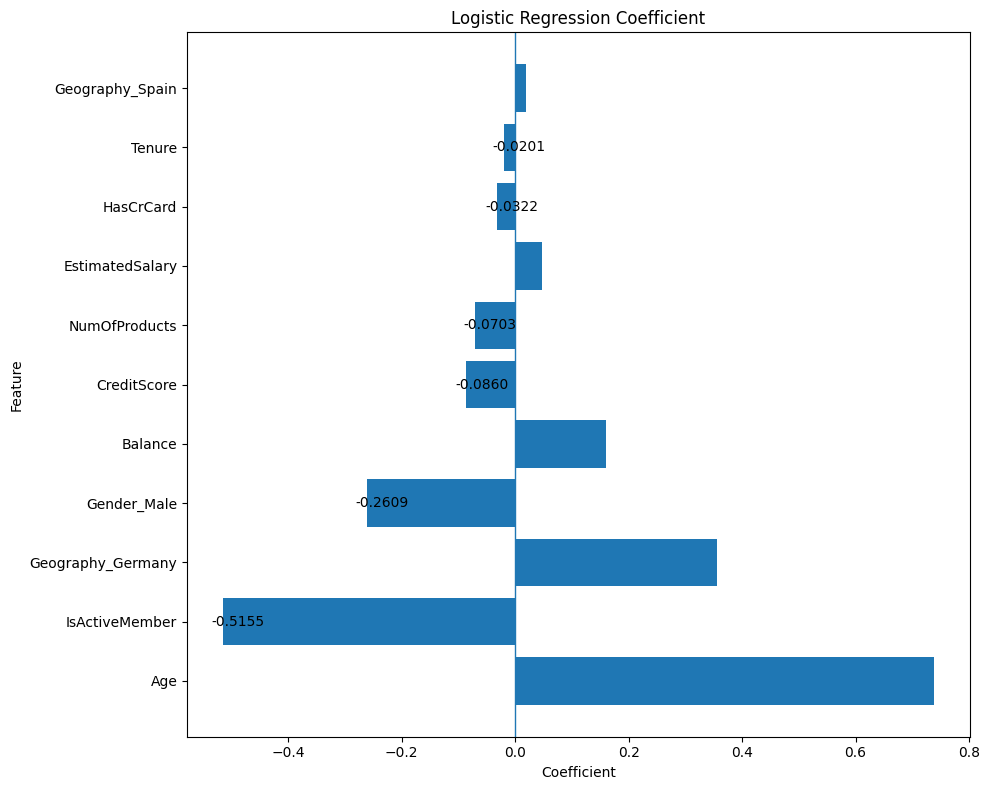 Logistic Regression Coefficient
Feature
Geography_Spain
Tenure
-0.0201
HasCrCard
-0.0322
EstimatedSalary
NumOfProducts
-0.0703
CreditScore
-0.0860
Balance
Gender_Male
-0.2609
Geography_Germany
IsActiveMember
-0.5155
Age
−0.4 −0.2 0.0 0.2 0.4 0.6 0.8
Coefficient